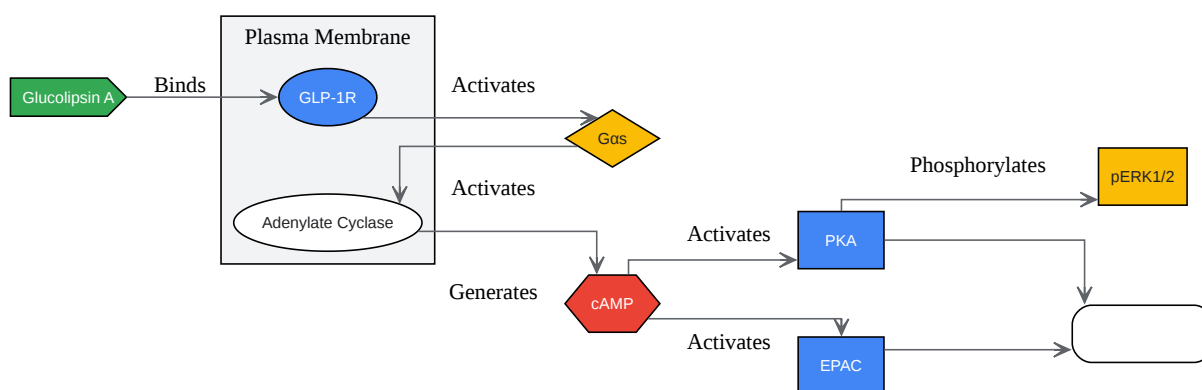 Plasma Membrane
Glucolipsin A
Binds
GLP-1R
Activates
Gαs
Activates
Adenylate Cyclase
Generates
cAMP
Activates
PKA
Phosphorylates
pERK1/2
Activates
EPAC